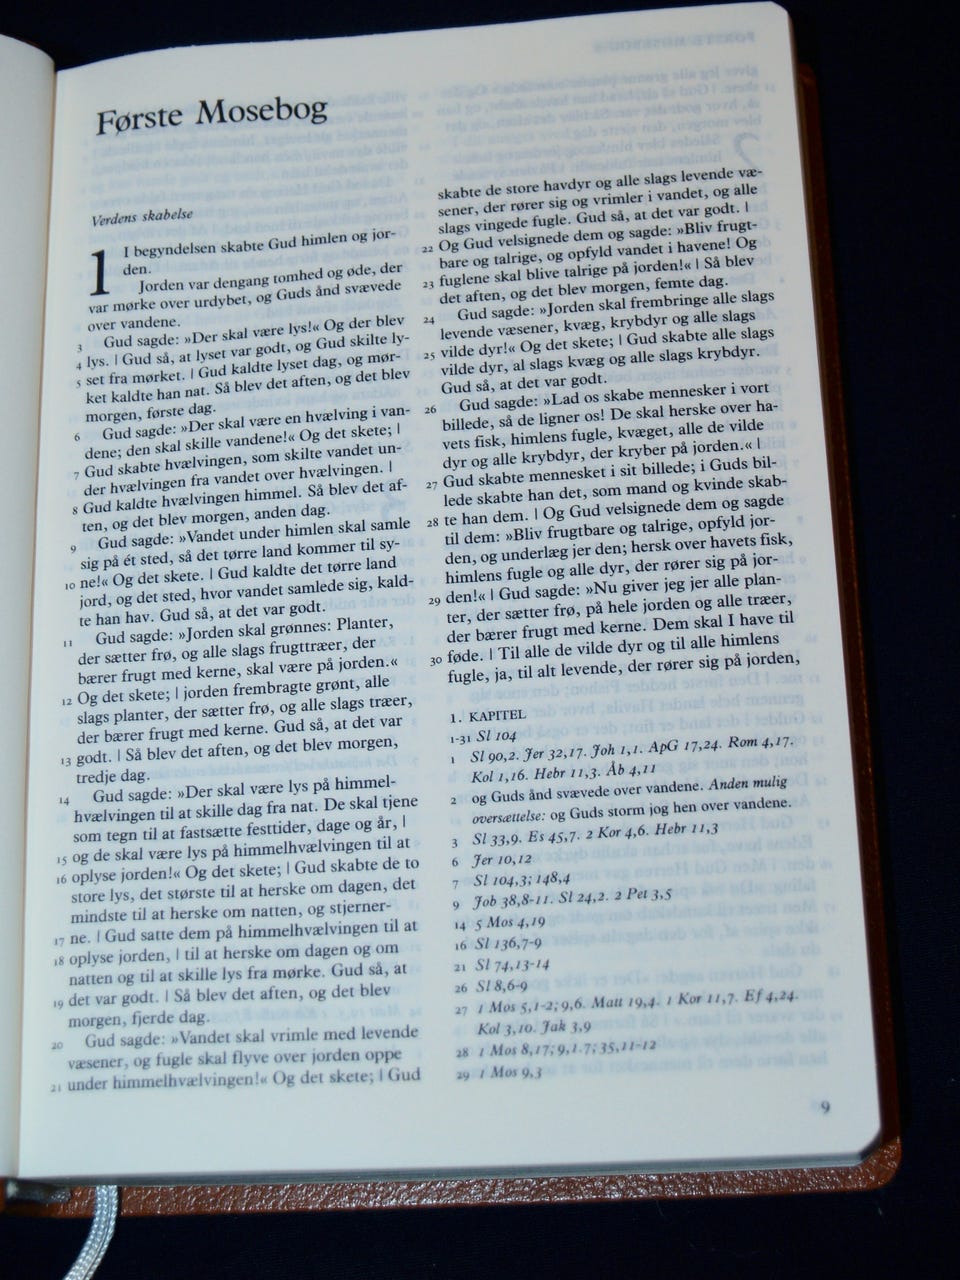 Første Mosebog
Verdens skabelse
1 I begyndelsen skabte Gud himlen og jor-
den.
Jorden var dengang tomhed og øde, der
var mørke over urdybet, og Guds ånd svævede
over vandene.
3 Gud sagde: »Der skal være lys!« Og der blev
4 lys. | Gud så, at lyset var godt, og Gud skilte ly-
5 set fra mørket. | Gud kaldte lyset dag, og mør-
ket kaldte han nat. Så blev det aften, og det blev
morgen, første dag.
6 Gud sagde: »Der skal være en hvælving i van-
dene; den skal skille vandene!« Og det skete; |
7 Gud skabte hvælvingen, som skilte vandet un-
der hvælvingen fra vandet over hvælvingen. |
8 Gud kaldte hvælvingen himmel. Så blev det af-
ten, og det blev morgen, anden dag.
9 Gud sagde: »Vandet under himlen skal samle
sig på ét sted, så det tørre land kommer til sy-
10 ne!« Og det skete. | Gud kaldte det tørre land
jord, og det sted, hvor vandet samlede sig, kald-
te han hav. Gud så, at det var godt.
11 Gud sagde: »Jorden skal grønnes: Planter,
der sætter frø, og alle slags frugttræer, der
bærer frugt med kerne, skal være på jorden.«
12 Og det skete; | jorden frembragte grønt, alle
slags planter, der sætter frø, og alle slags træer,
der bærer frugt med kerne. Gud så, at det var
13 godt. | Så blev det aften, og det blev morgen,
tredje dag.
14 Gud sagde: »Der skal være lys på himmel-
hvælvingen til at skille dag fra nat. De skal tjene
som tegn til at fastsætte festtider, dage og år, |
15 og de skal være lys på himmelhvælvingen til at
16 oplyse jorden!« Og det skete; | Gud skabte de to
store lys, det største til at herske om dagen, det
mindste til at herske om natten, og stjerner-
17 ne. | Gud satte dem på himmelhvælvingen til at
18 oplyse jorden, | til at herske om dagen og om
natten og til at skille lys fra mørke. Gud så, at
19 det var godt. | Så blev det aften, og det blev
morgen, fjerde dag.
20 Gud sagde: »Vandet skal vrimle med levende
væsener, og fugle skal flyve over jorden oppe
21 under himmelhvælvingen!« Og det skete; | Gud
skabte de store havdyr og alle slags levende væ-
sener, der rører sig og vrimler i vandet, og alle
slags vingede fugle. Gud så, at det var godt. |
22 Og Gud velsignede dem og sagde: »Bliv frugt-
bare og talrige, og opfyld vandet i havene! Og
23 fuglene skal blive talrige på jorden!« | Så blev
det aften, og det blev morgen, femte dag.
24 Gud sagde: »Jorden skal frembringe alle slags
levende væsener, kvæg, krybdyr og alle slags
25 vilde dyr!« Og det skete; | Gud skabte alle slags
vilde dyr, al slags kvæg og alle slags krybdyr.
Gud så, at det var godt.
26 Gud sagde: »Lad os skabe mennesker i vort
billede, så de ligner os! De skal herske over ha-
vets fisk, himlens fugle, kvæget, alle de vilde
dyr og alle krybdyr, der kryber på jorden.« |
27 Gud skabte mennesket i sit billede; i Guds bil-
lede skabte han det, som mand og kvinde skab-
28 te han dem. | Og Gud velsignede dem og sagde
til dem: »Bliv frugtbare og talrige, opfyld jor-
den, og underlæg jer den; hersk over havets fisk,
himlens fugle og alle dyr, der rører sig på jor-
29 den!« | Gud sagde: »Nu giver jeg jer alle plan-
ter, der sætter frø, på hele jorden og alle træer,
der bærer frugt med kerne. Dem skal I have til
30 føde. | Til alle de vilde dyr og til alle himlens
fugle, ja, til alt levende, der rører sig på jorden,
1. KAPITEL
1-31 Sl 104
1 Sl 90,2. Jer 32,17. Joh 1,1. ApG 17,24. Rom 4,17.
Kol 1,16. Hebr 11,3. Åb 4,11
2 og Guds ånd svævede over vandene. Anden mulig
oversættelse: og Guds storm jog hen over vandene.
3 Sl 33,9. Es 45,7. 2 Kor 4,6. Hebr 11,3
6 Jer 10,12
7 Sl 104,3; 148,4
9 Job 38,8-11. Sl 24,2. 2 Pet 3,5
14 5 Mos 4,19
16 Sl 136,7-9
21 Sl 74,13-14
26 Sl 8,6-9
27 1 Mos 5,1-2; 9,6. Matt 19,4. 1 Kor 11,7. Ef 4,24.
Kol 3,10. Jak 3,9
28 1 Mos 8,17; 9,1.7; 35,11-12
29 1 Mos 9,3
9